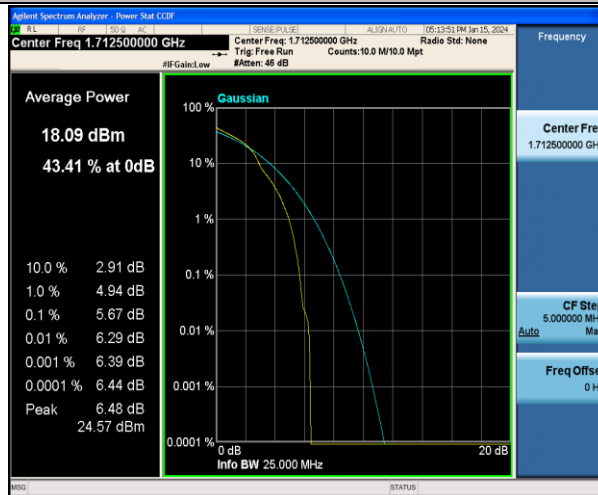 Agilent Spectrum Analyzer - Power Stat CCDF
RL RF 50 Ω AC SENSE:PULSE ALIGN AUTO 05:13:51 PM Jan 15, 2024
Center Freq 1.712500000 GHz
Center Freq: 1.712500000 GHz Radio Std: None
Trig: Free Run Counts:10.0 M/10.0 Mpt
#IFGain:Low #Atten: 46 dB
Frequency
Average Power
18.09 dBm
43.41 % at 0dB
10.0 % 2.91 dB
1.0 % 4.94 dB
0.1 % 5.67 dB
0.01 % 6.29 dB
0.001 % 6.39 dB
0.0001 % 6.44 dB
Peak 6.48 dB
24.57 dBm
Gaussian
100 %
10 %
1 %
0.1 %
0.01 %
0.001 %
0.0001 %
0 dB 20 dB
Info BW 25.000 MHz
Center Fre
1.712500000 GH
CF Ste
5.000000 MH
Auto Ma
Freq Offse
0 H
MSG STATUS